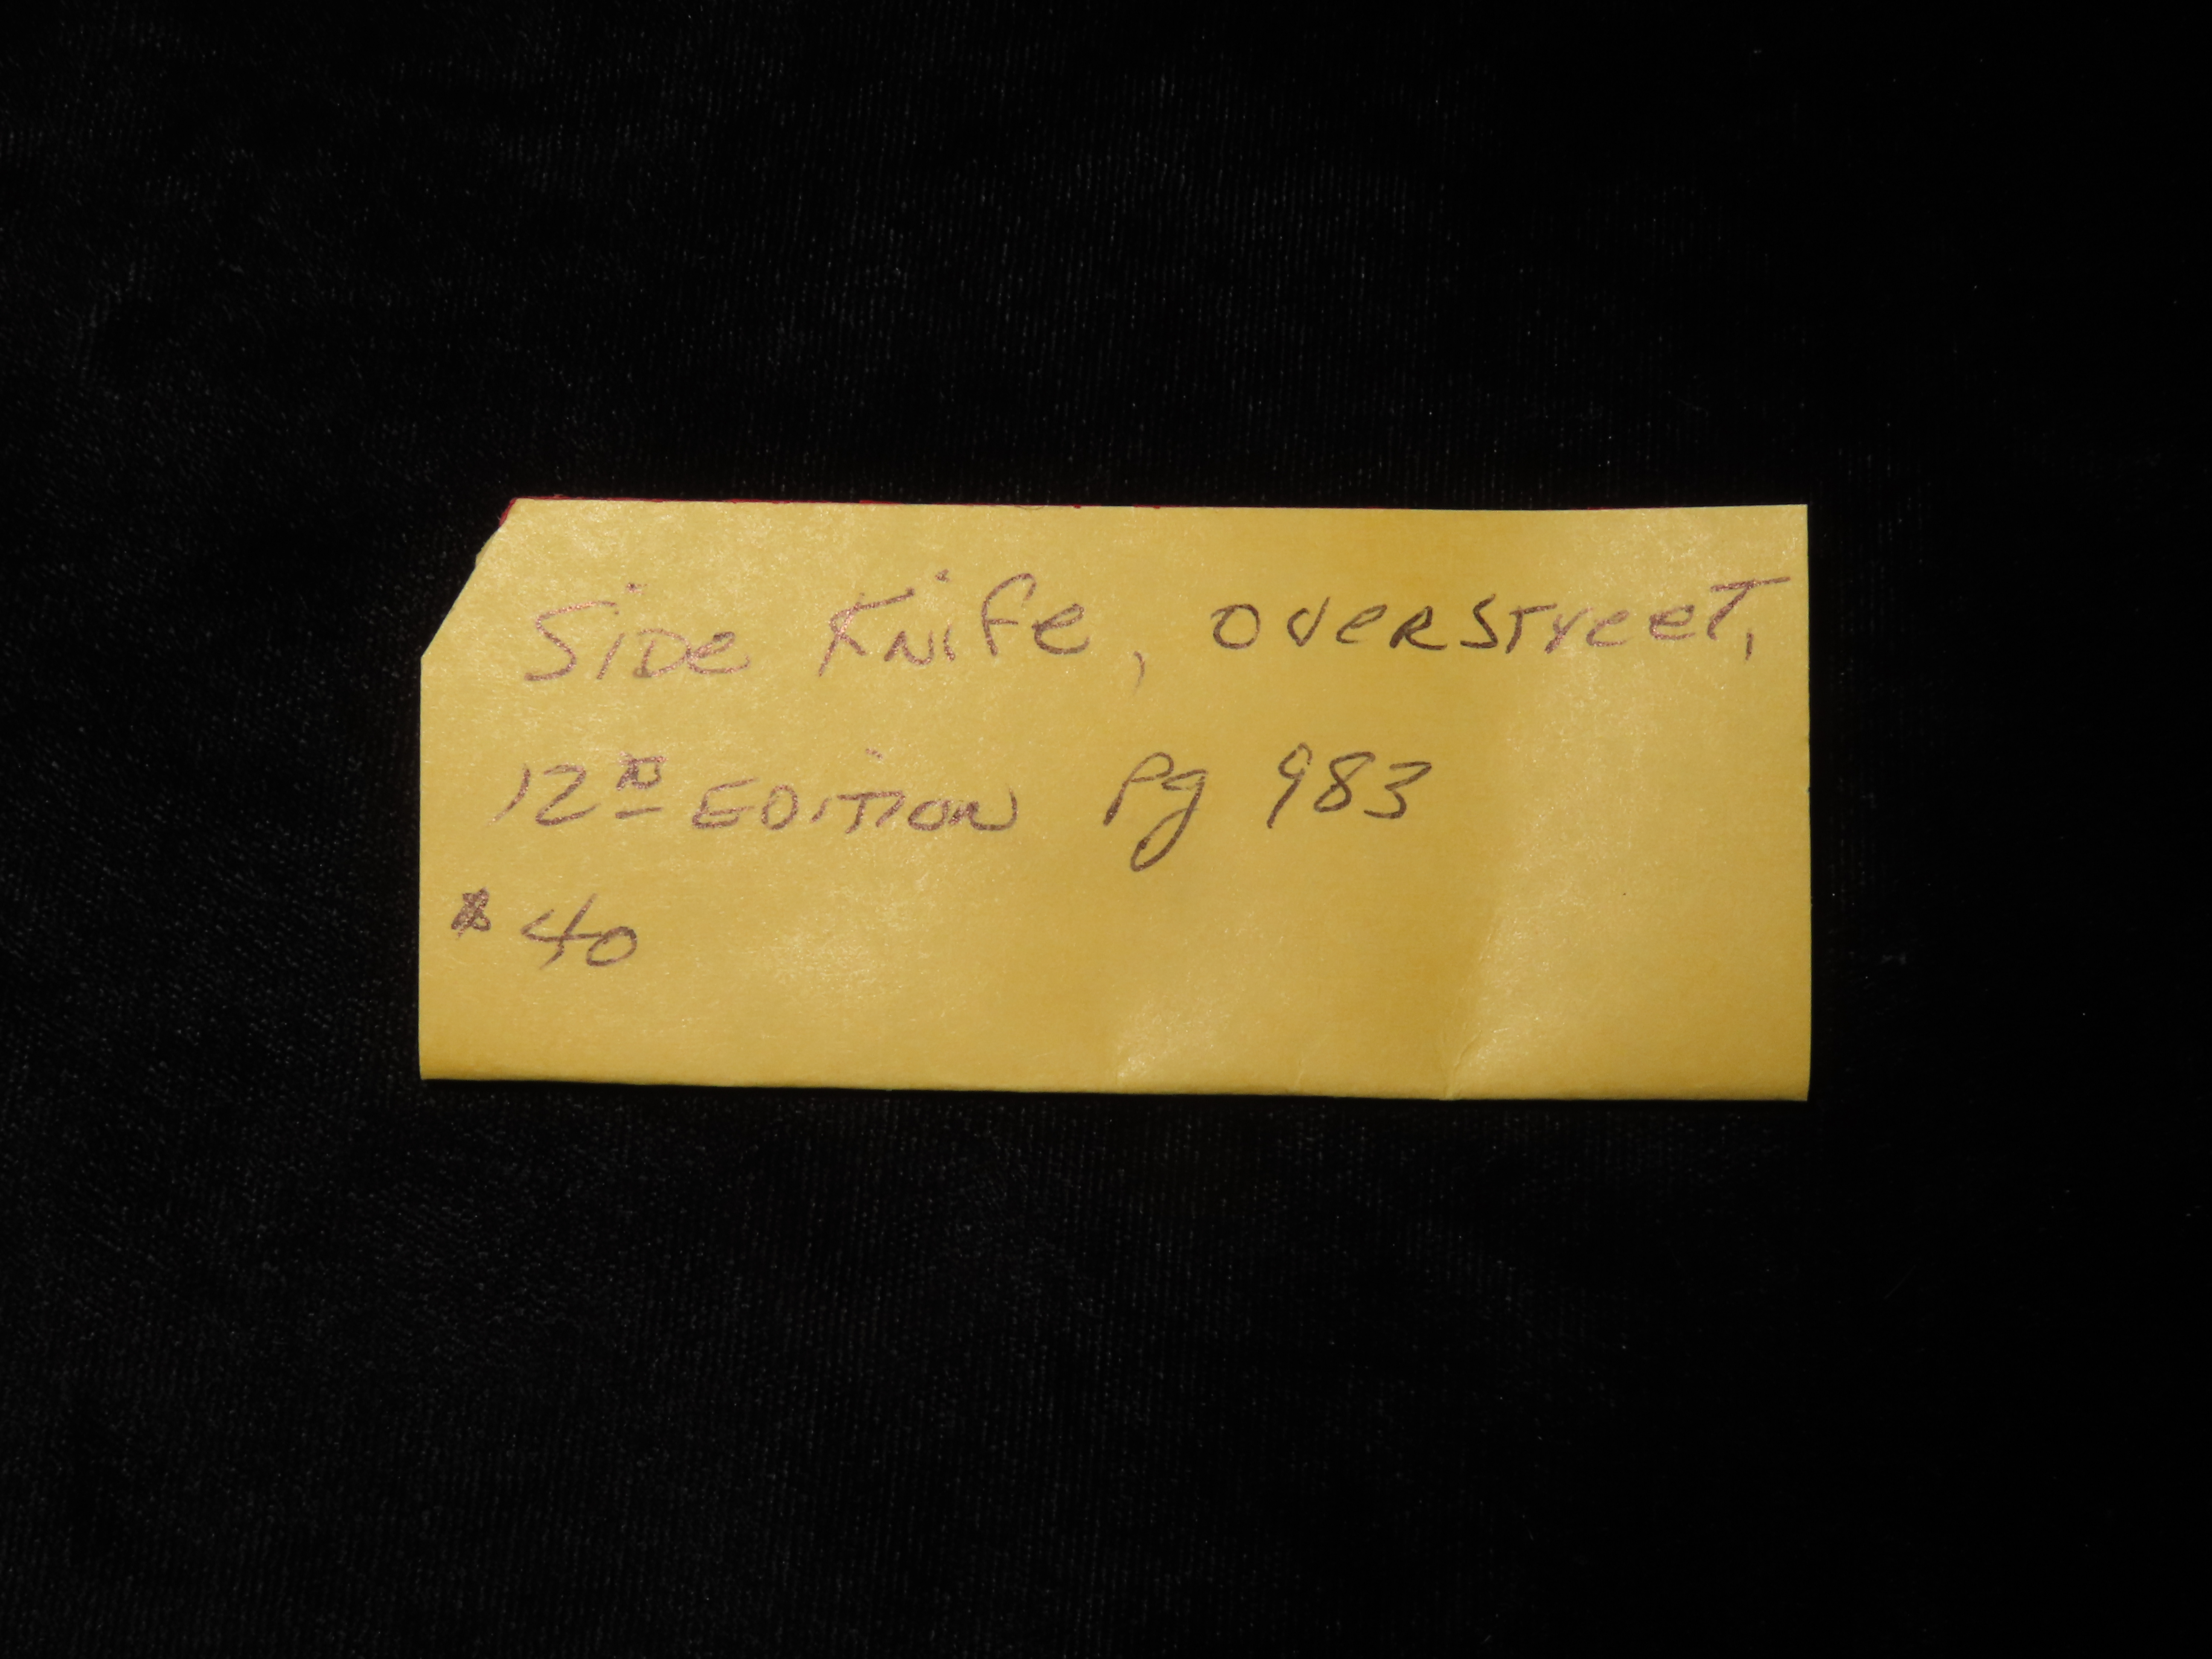 Side Knife, Overstreet,
12th Edition Pg 983
$40